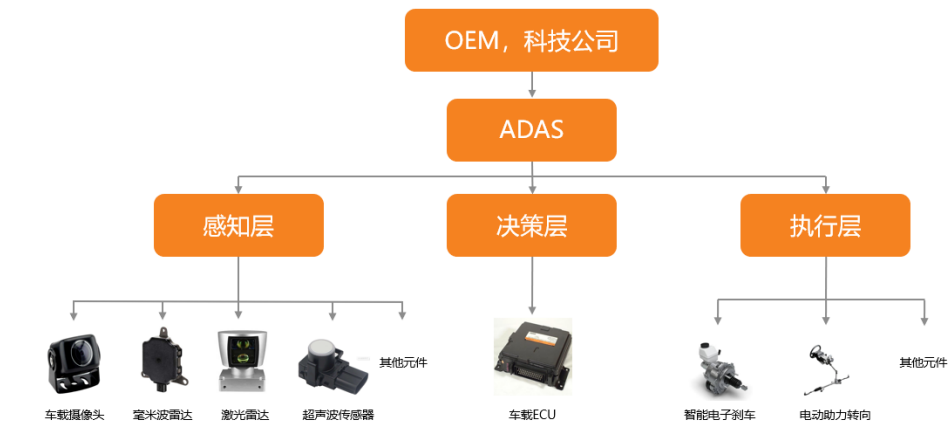 OEM，科技公司
ADAS
感知层
决策层
执行层
其他元件
其他元件
车载摄像头
毫米波雷达
激光雷达
超声波传感器
车载ECU
智能电子刹车
电动助力转向